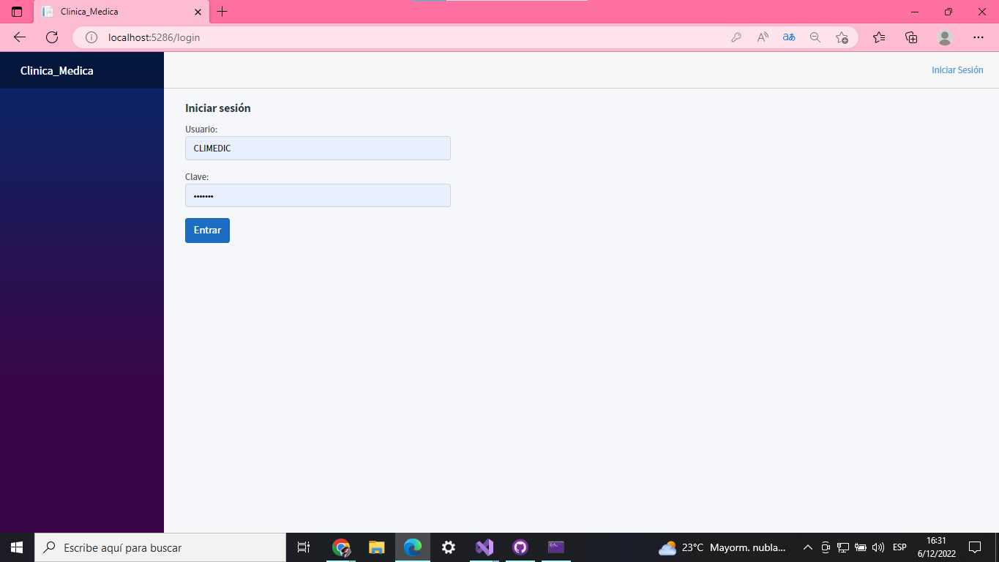 Clinica_Medica
localhost:5286/login
Clinica_Medica
Iniciar Sesión
Iniciar sesión
Usuario:
CLIMEDIC
Clave:
•••••••
Entrar
Escribe aquí para buscar
23°C Mayorm. nubla...
ESP
16:31
6/12/2022